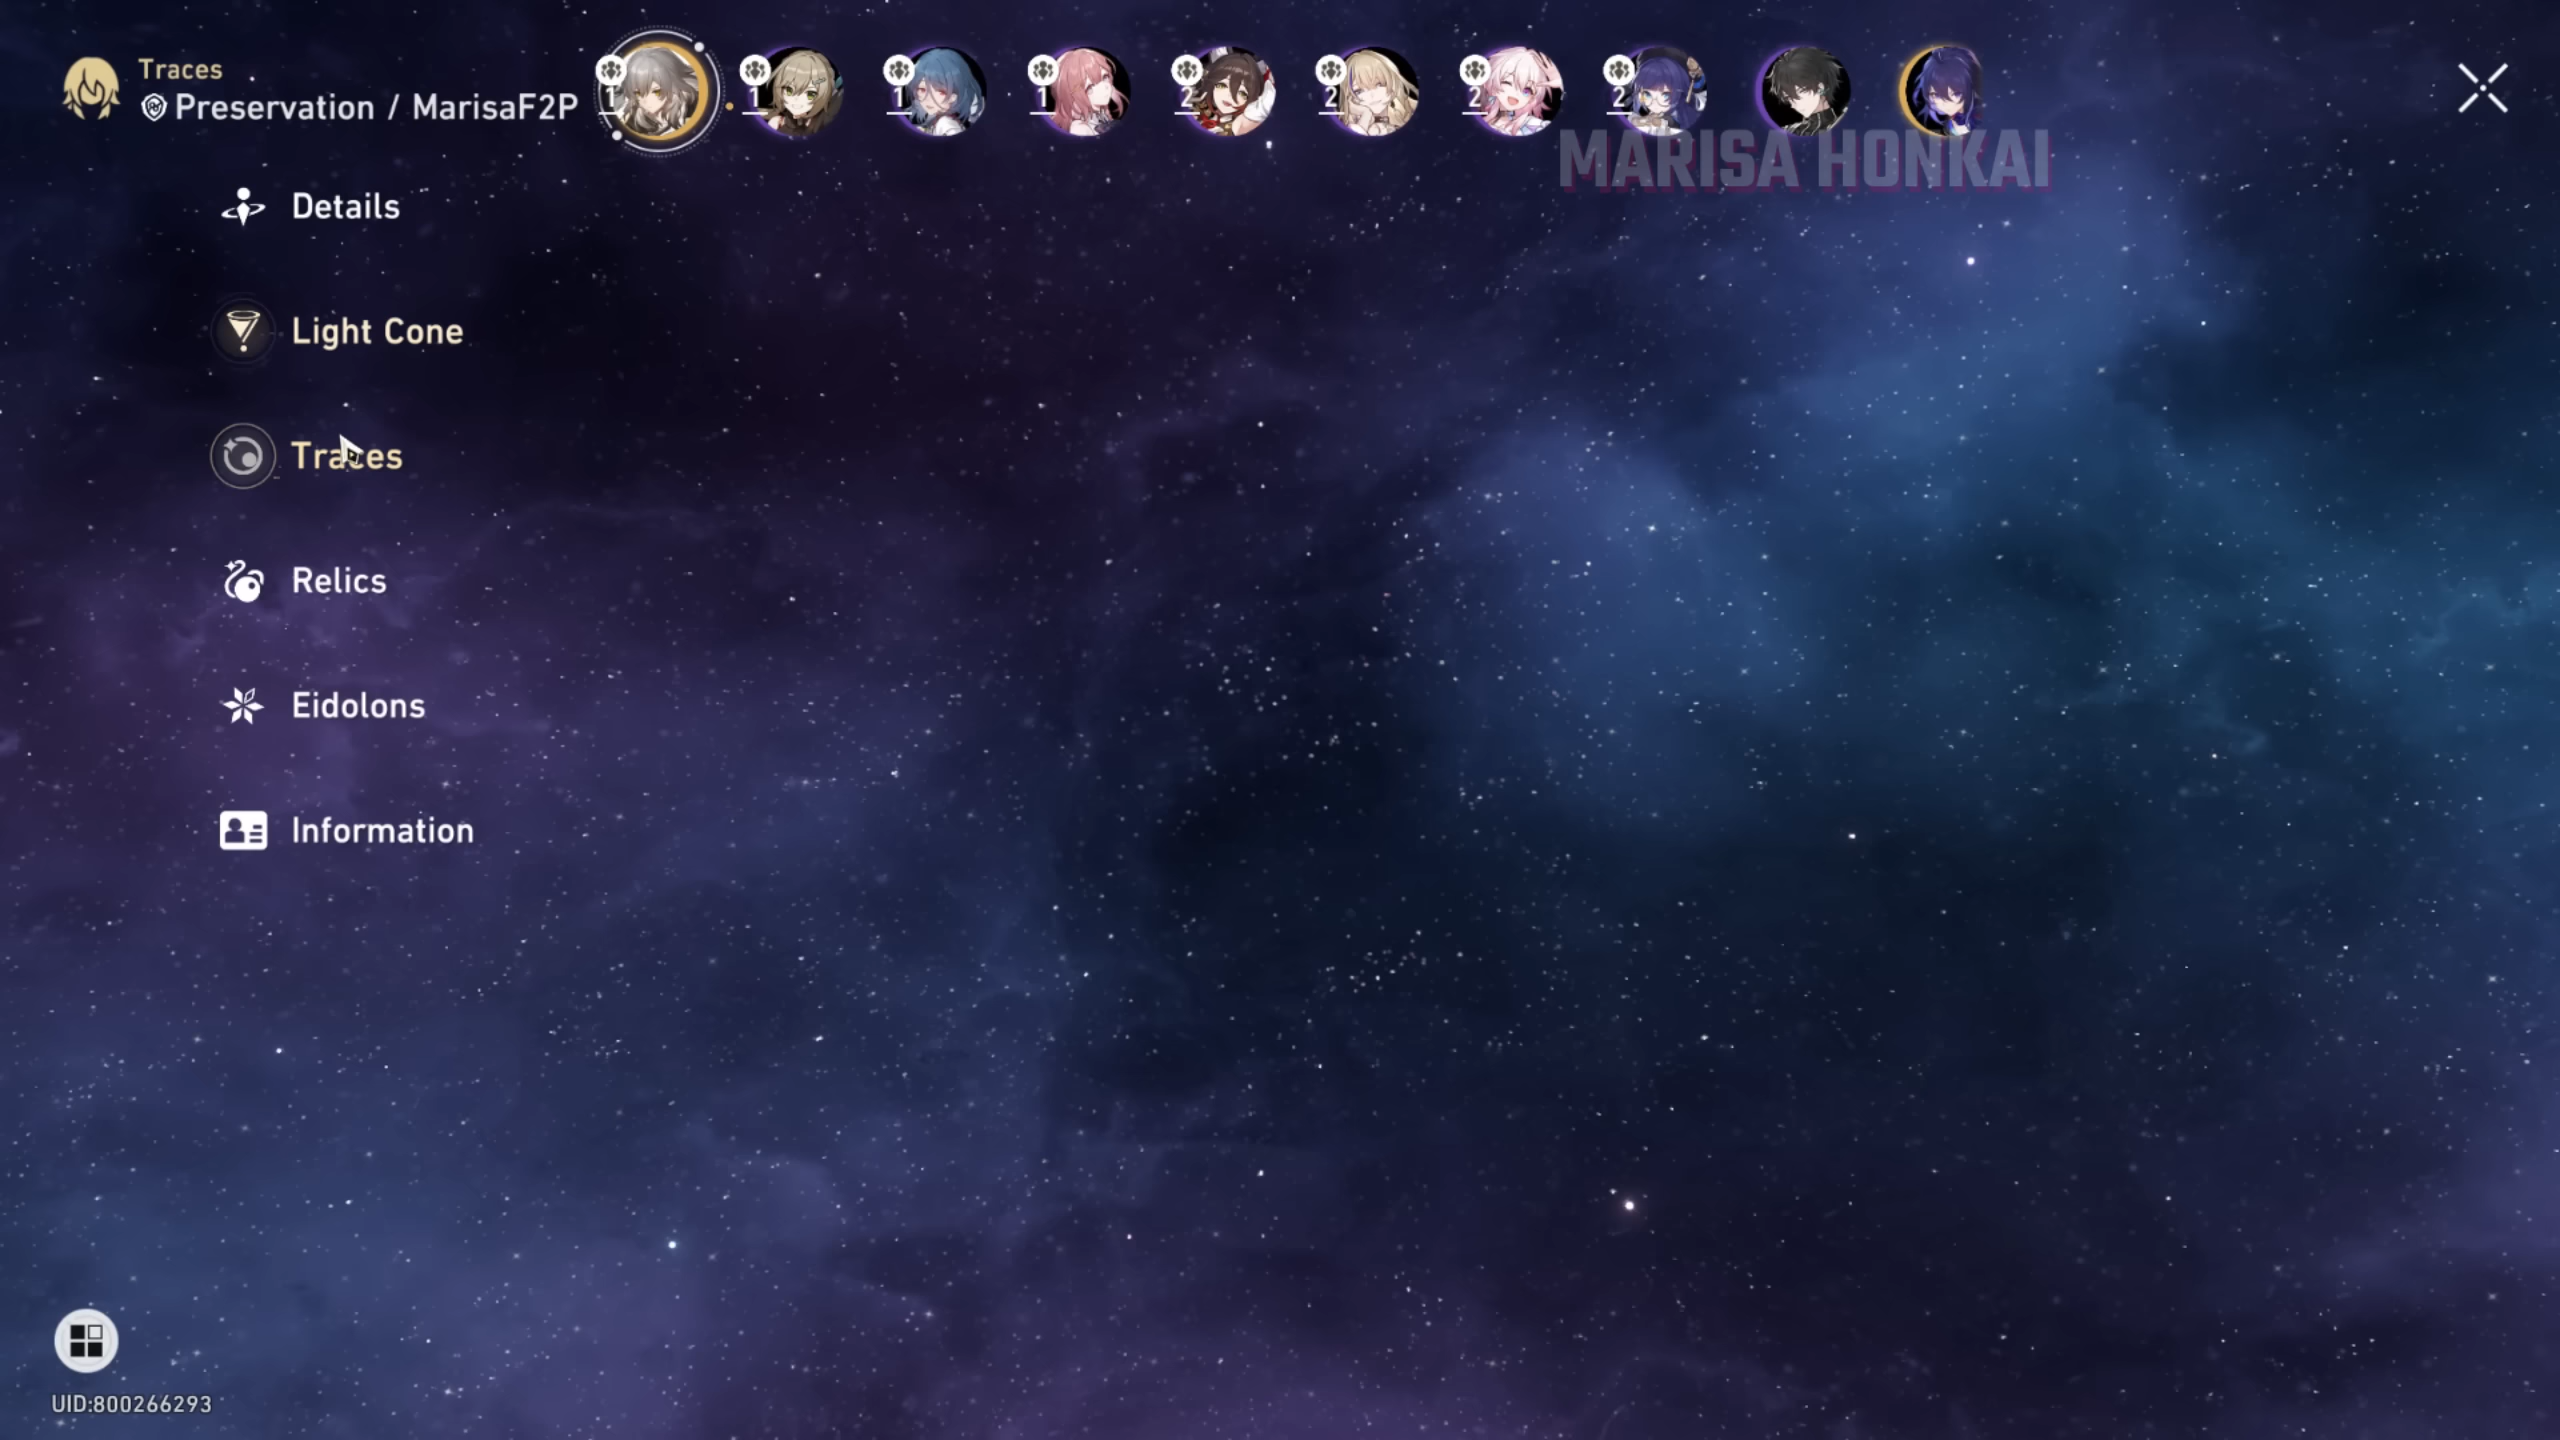 Traces
Preservation / MarisaF2P
1
1
1
1
2
2
2
2
MARISA HONKAI
Details
Light Cone
Traces
Relics
Eidolons
Information
UID:800266293